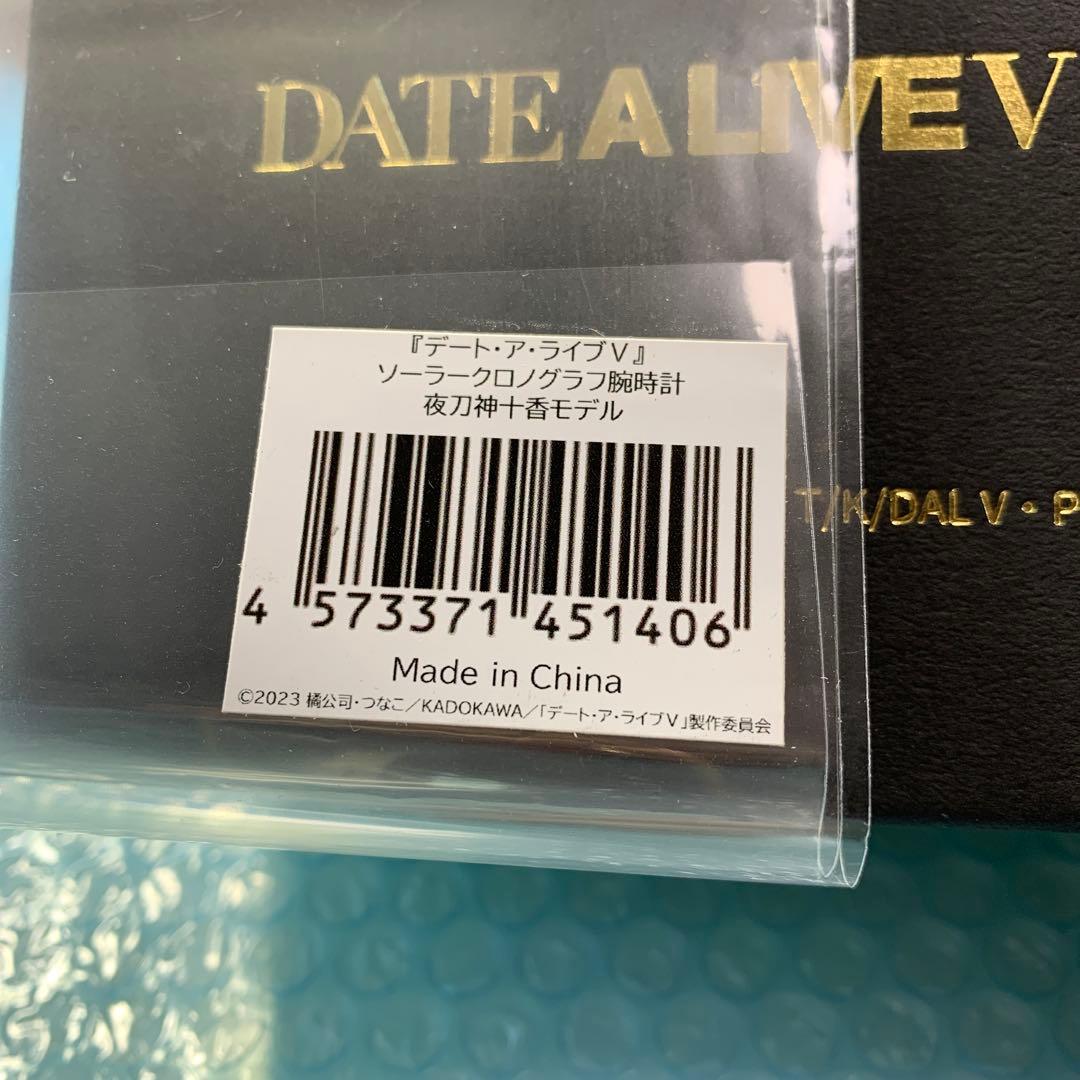 DATE A LIVE V
『デート・ア・ライブⅤ』
ソーラークロノグラフ腕時計
夜刀神十香モデル
T/K/DAL V・P
4 573371 451406
Made in China
©2023 橘公司・つなこ／KADOKAWA／「デート・ア・ライブⅤ」製作委員会